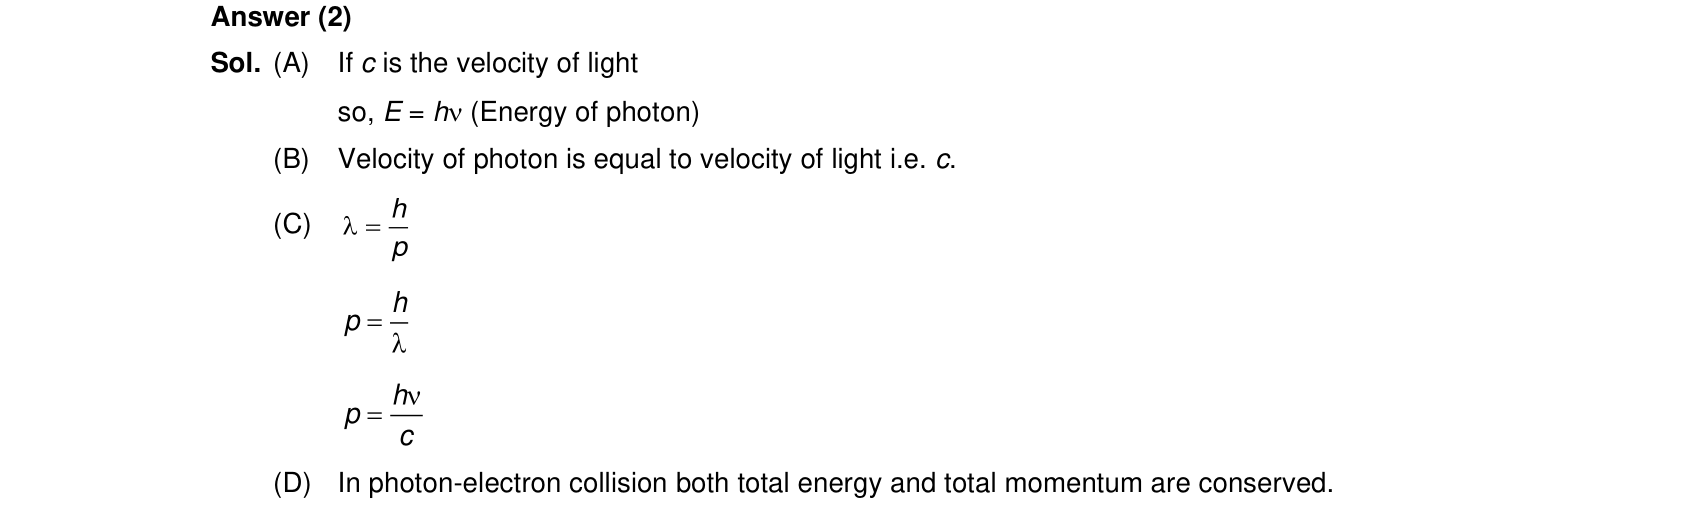 Answer (2)
Sol. (A) If c is the velocity of light
so, E = hν (Energy of photon)
(B) Velocity of photon is equal to velocity of light i.e. c.
(C) λ = h/p
p = h/λ
p = hν/c
(D) In photon-electron collision both total energy and total momentum are conserved.